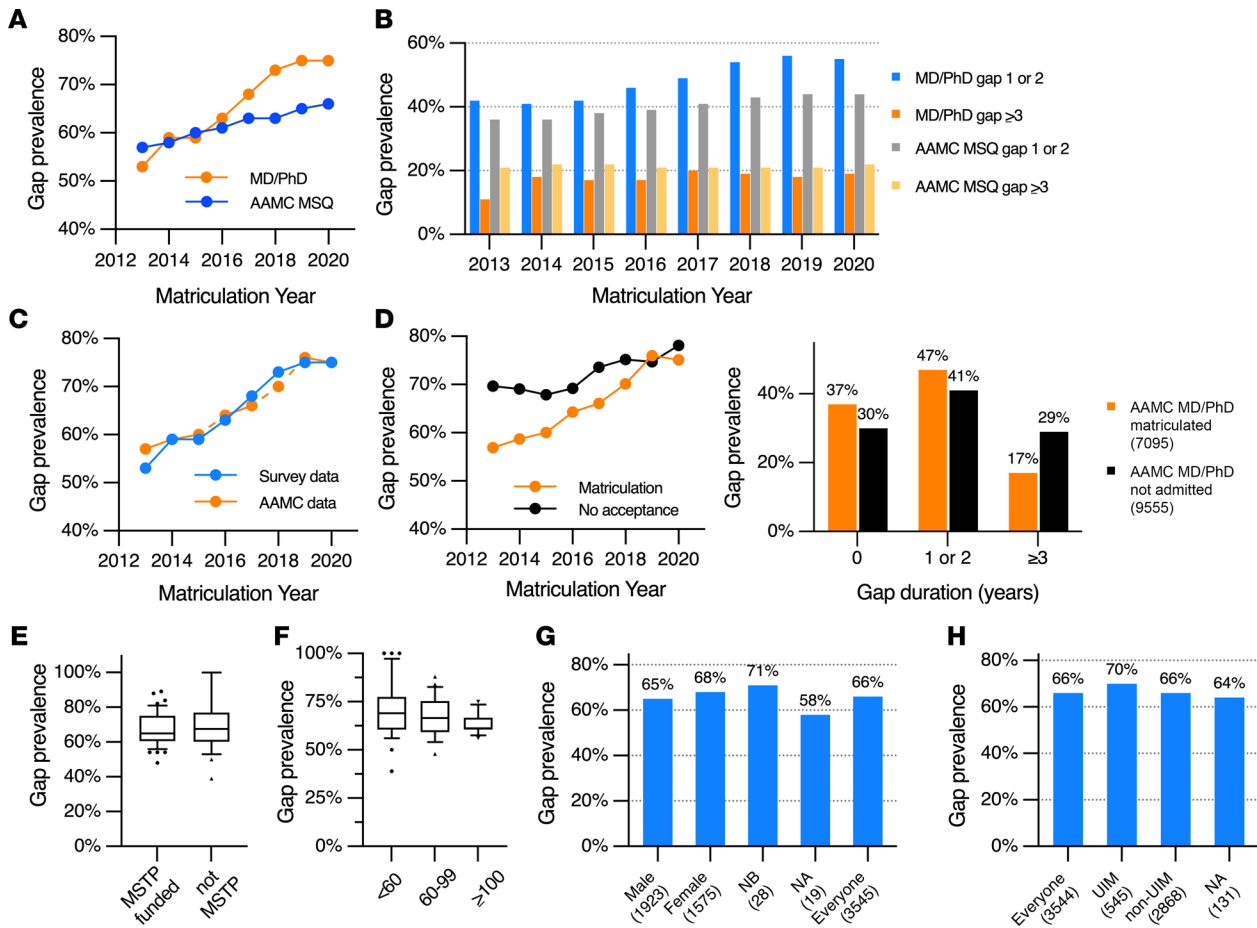 A
80%
70%
60%
50%
40%
Gap prevalence
MD/PhD
AAMC MSQ
2012
2014
2016
2018
2020
Matriculation Year
B
60%
40%
20%
0%
Gap prevalence
2013
2014
2015
2016
2017
2018
2019
2020
Matriculation Year
MD/PhD gap 1 or 2
MD/PhD gap ≥3
AAMC MSQ gap 1 or 2
AAMC MSQ gap ≥3
C
80%
70%
60%
50%
40%
Gap prevalence
Survey data
AAMC data
2012
2014
2016
2018
2020
Matriculation Year
D
80%
70%
60%
50%
40%
Gap prevalence
Matriculation
No acceptance
2012
2014
2016
2018
2020
Matriculation Year
40%
20%
0%
Gap prevalence
37%
30%
47%
41%
17%
29%
0
1 or 2
≥3
Gap duration (years)
AAMC MD/PhD
matriculated
(7095)
AAMC MD/PhD
not admitted
(9555)
E
100%
80%
60%
40%
20%
0%
Gap prevalence
MSTP
funded
not
MSTP
F
100%
75%
50%
25%
0%
Gap prevalence
<60
60-99
≥100
G
80%
60%
40%
20%
0%
Gap prevalence
65%
68%
71%
58%
66%
Male
(1923)
Female
(1575)
NB
(28)
NA
(19)
Everyone
(3545)
H
80%
60%
40%
20%
0%
Gap prevalence
66%
70%
66%
64%
Everyone
(3544)
UIM
(545)
non-UIM
(2868)
NA
(131)